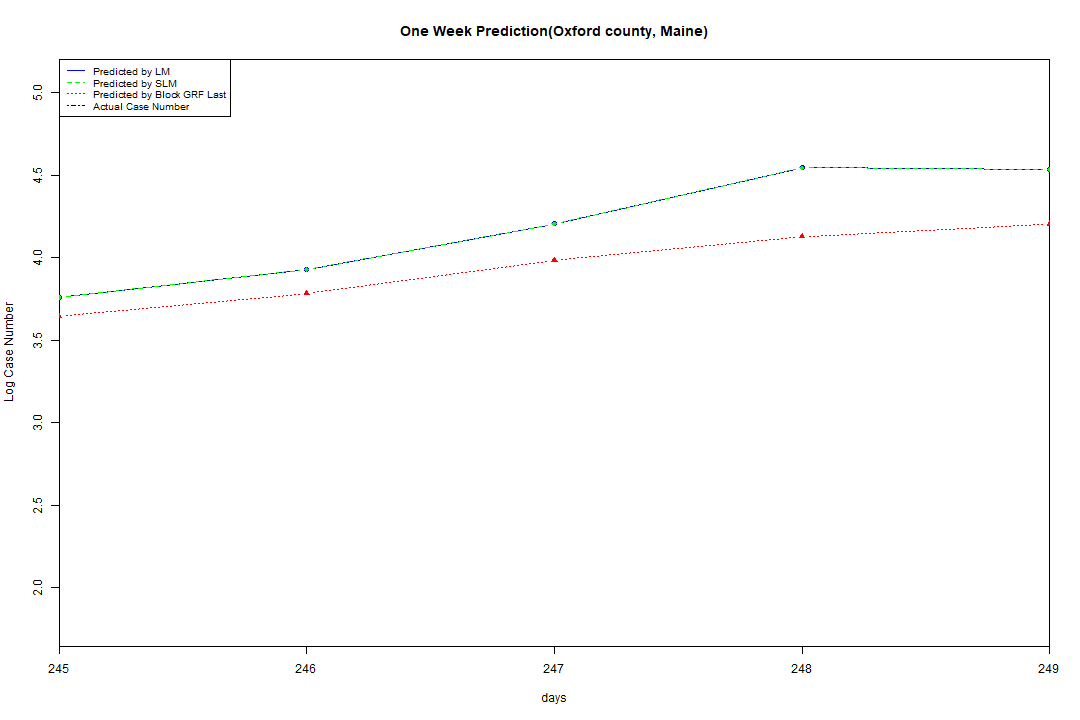 One Week Prediction(Oxford county, Maine)
Predicted by LM
Predicted by SLM
Predicted by Block GRF Last
Actual Case Number
Log Case Number
5.0
4.5
4.0
3.5
3.0
2.5
2.0
245 246 247 248 249
days